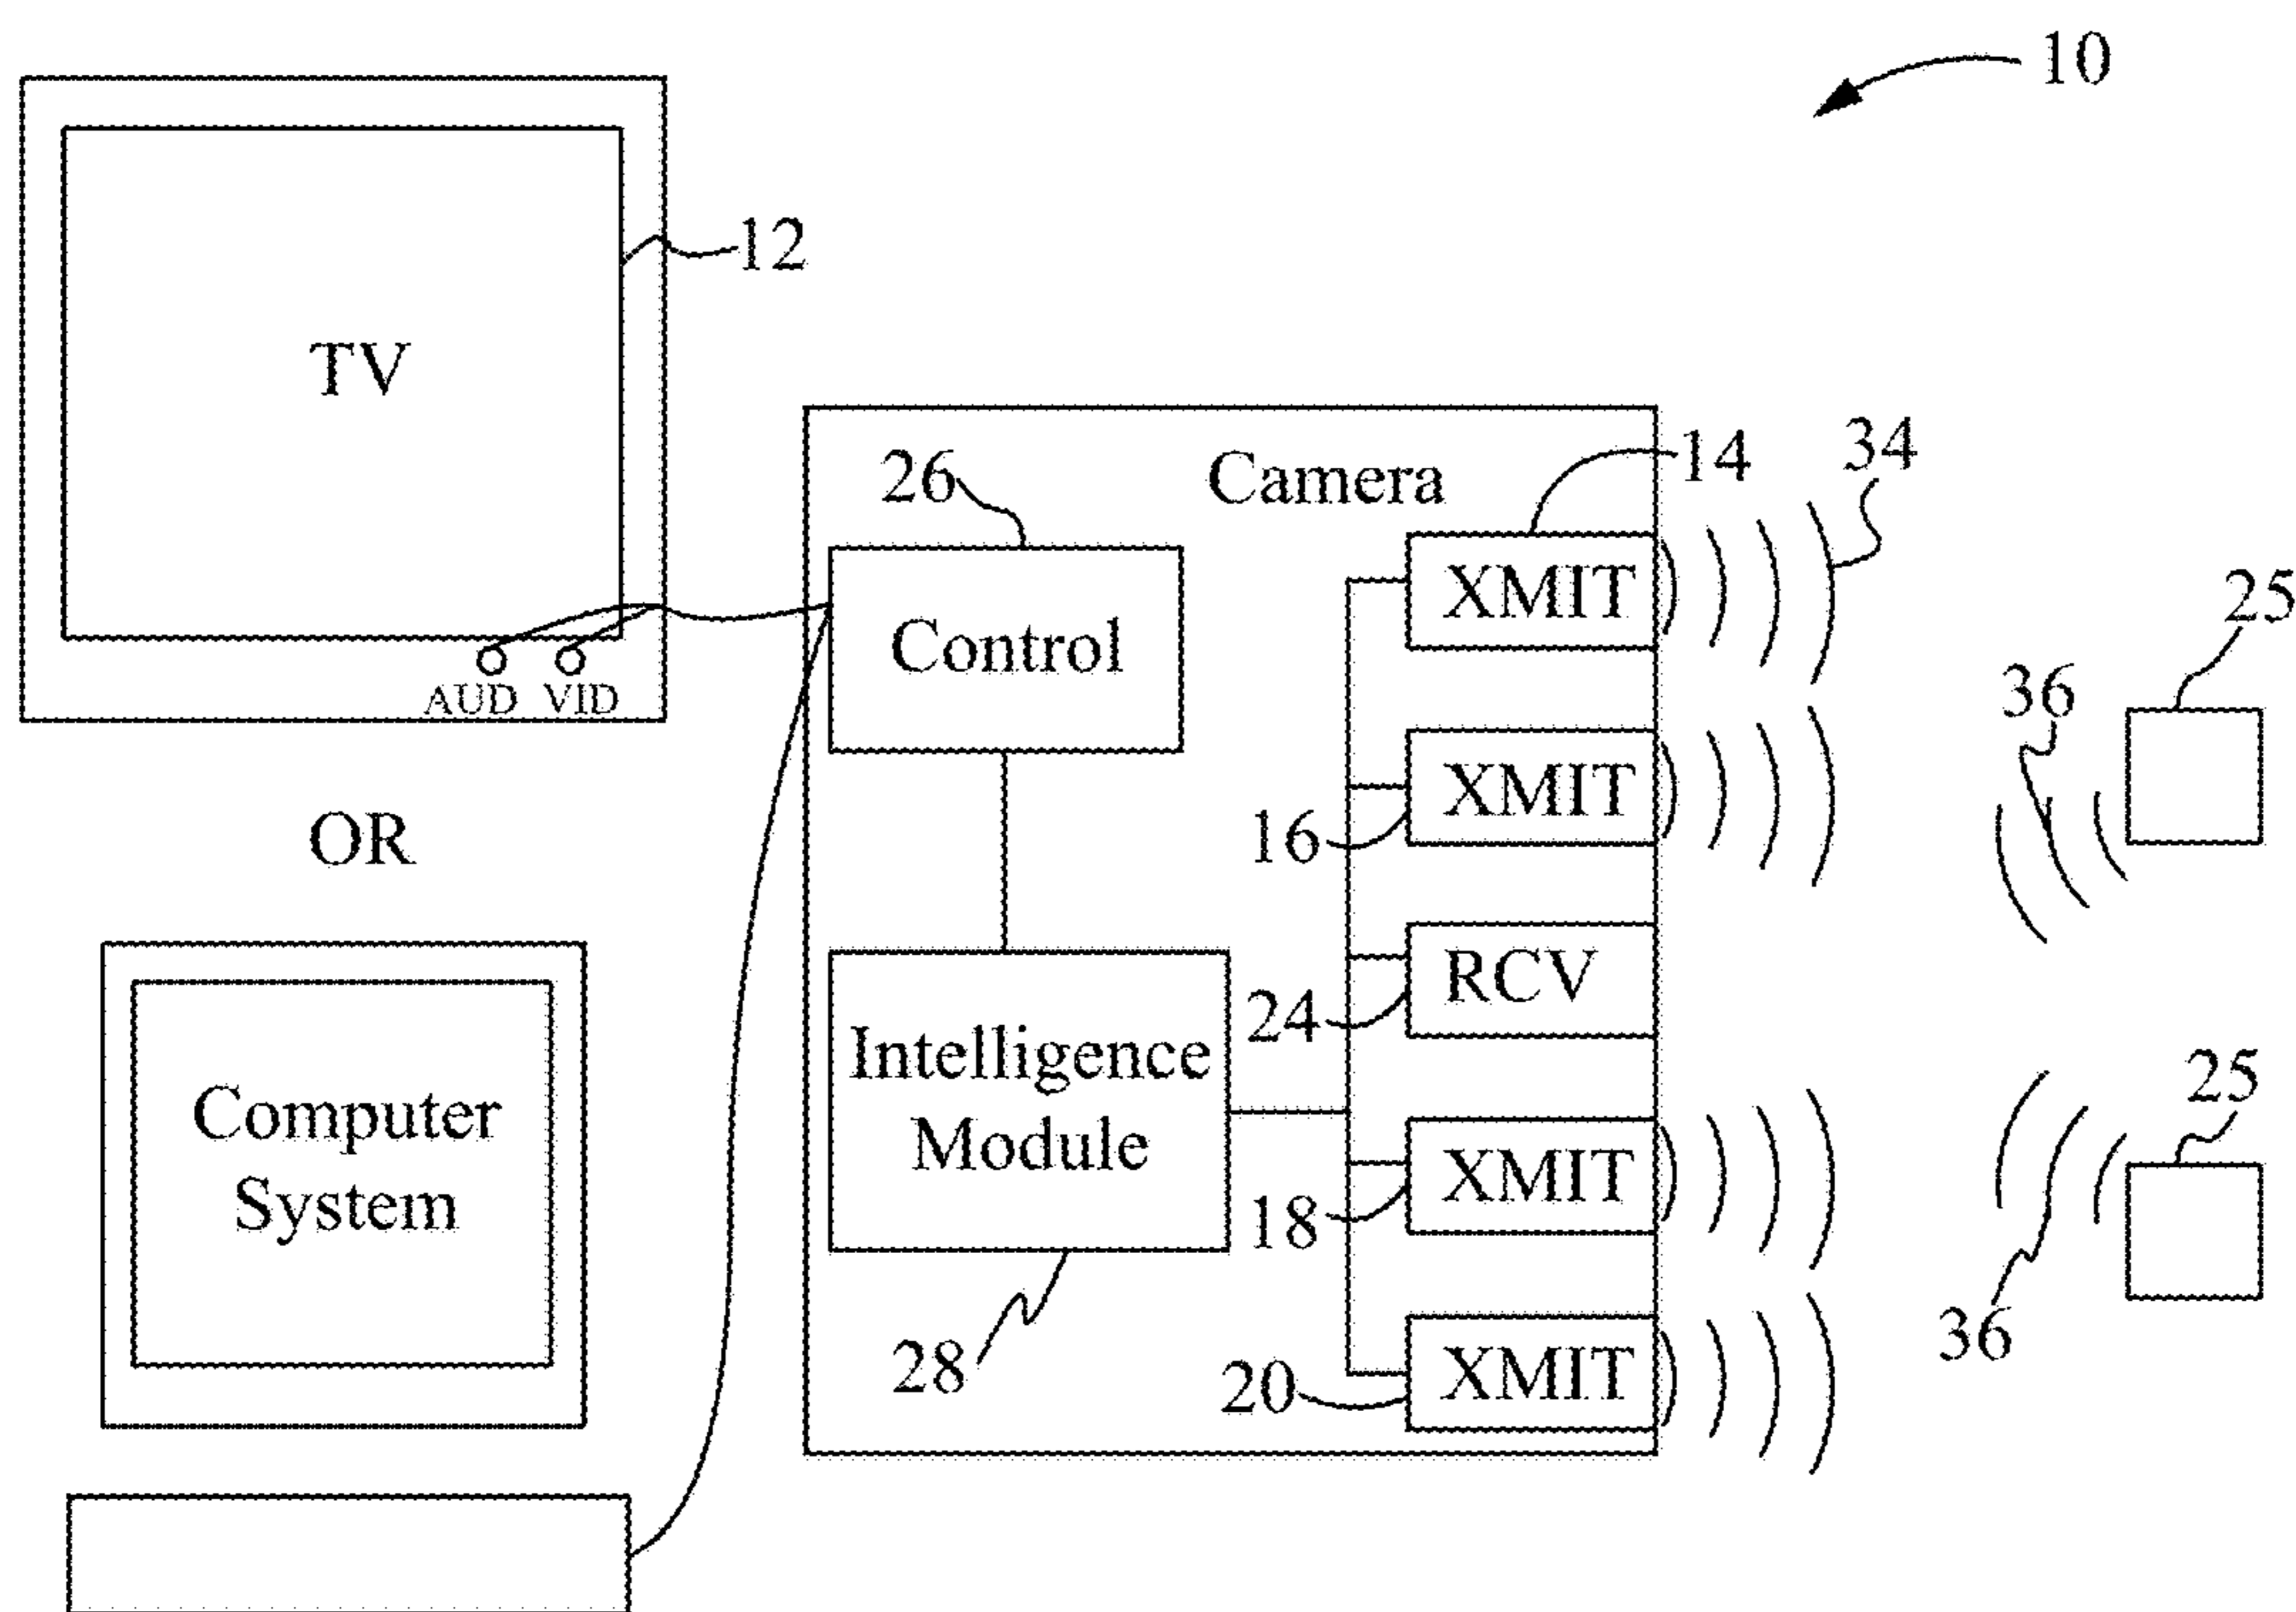 10
12
TV
AUD VID
OR
Computer
System
Camera
26
Control
Intelligence
Module
28
14
XMIT
34
16
XMIT
24
RCV
18
XMIT
20
XMIT
25
36
25
36